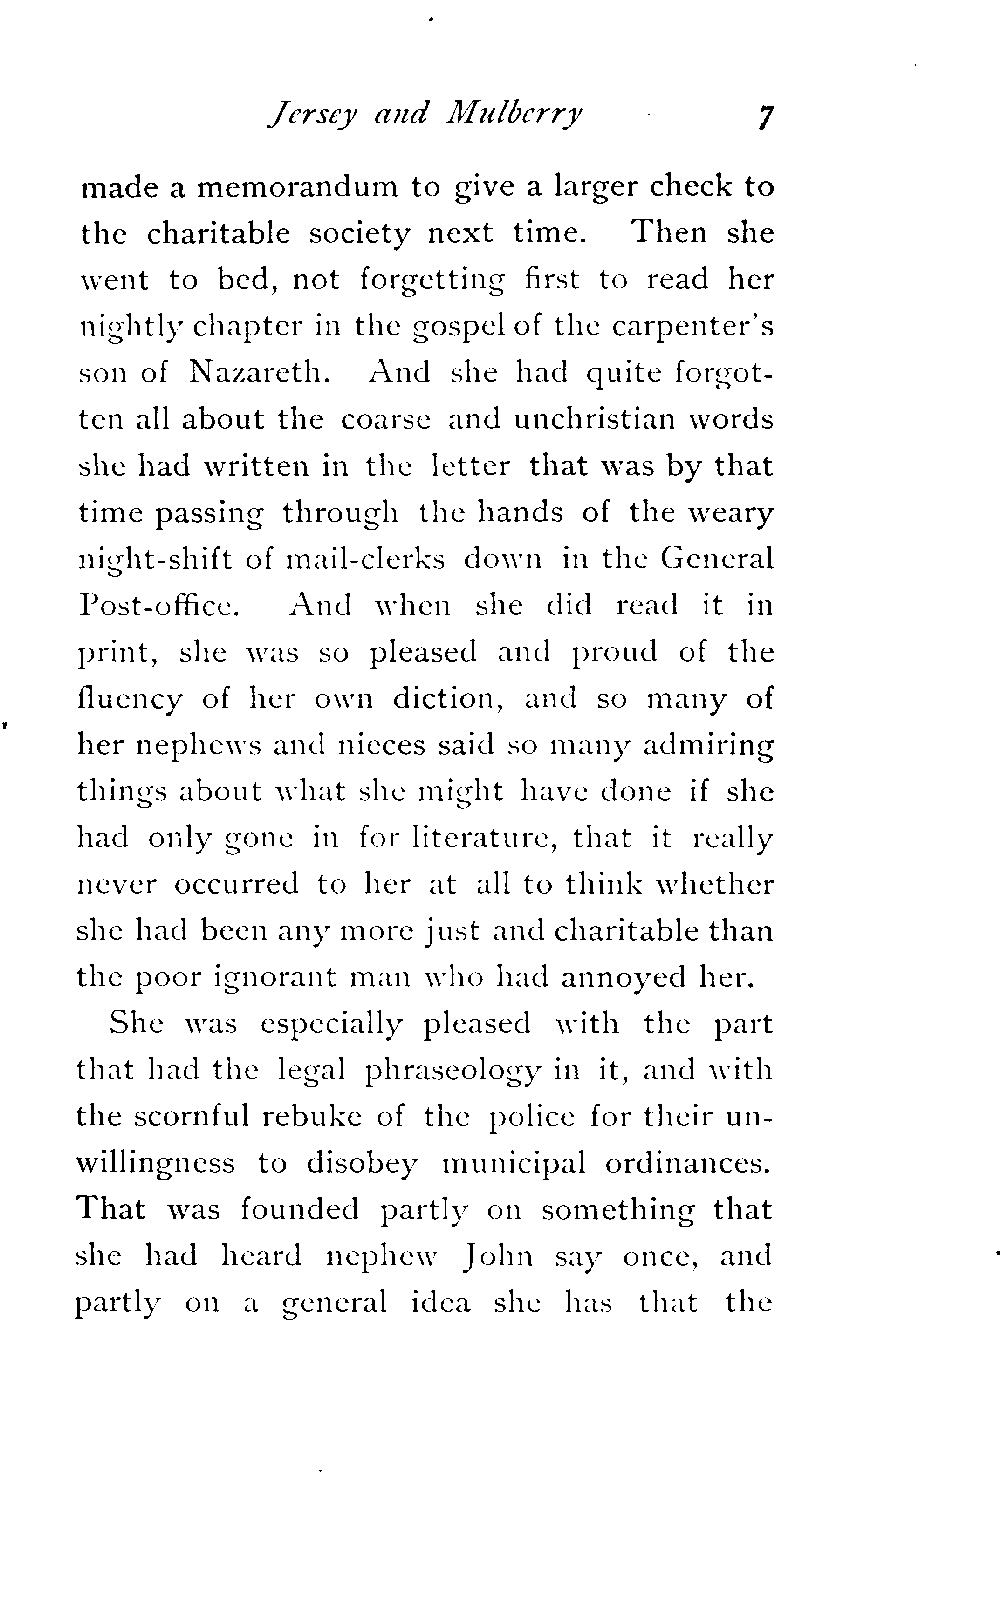 Jersey and Mulberry 7
made a memorandum to give a larger check to
the charitable society next time. Then she
went to bed, not forgetting first to read her
nightly chapter in the gospel of the carpenter's
son of Nazareth. And she had quite forgot-
ten all about the coarse and unchristian words
she had written in the letter that was by that
time passing through the hands of the weary
night-shift of mail-clerks down in the General
Post-office. And when she did read it in
print, she was so pleased and proud of the
fluency of her own diction, and so many of
her nephews and nieces said so many admiring
things about what she might have done if she
had only gone in for literature, that it really
never occurred to her at all to think whether
she had been any more just and charitable than
the poor ignorant man who had annoyed her.
She was especially pleased with the part
that had the legal phraseology in it, and with
the scornful rebuke of the police for their un-
willingness to disobey municipal ordinances.
That was founded partly on something that
she had heard nephew John say once, and
partly on a general idea she has that the